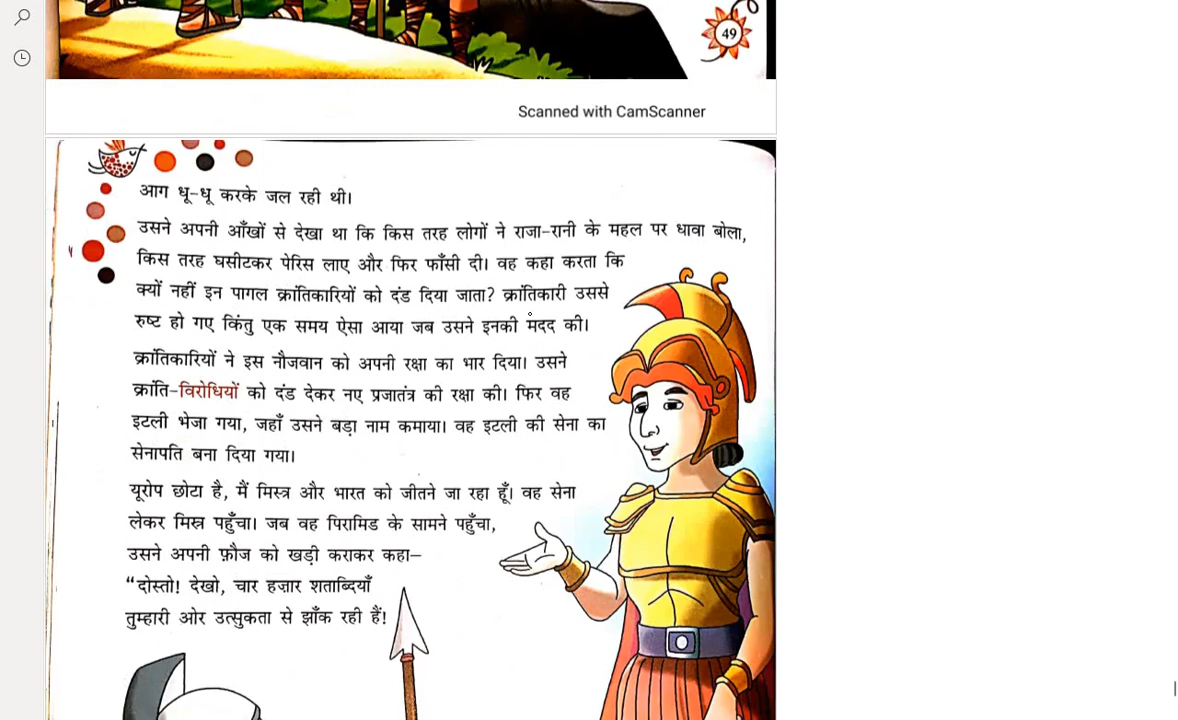 49
Scanned with CamScanner
आग धू-धू करके जल रही थी।
उसने अपनी आँखों से देखा था कि किस तरह लोगों ने राजा-रानी के महल पर धावा बोला,
किस तरह घसीटकर पेरिस लाए और फिर फाँसी दी। वह कहा करता कि
क्यों नहीं इन पागल क्रांतिकारियों को दंड दिया जाता? क्रांतिकारी उससे
रुष्ट हो गए किंतु एक समय ऐसा आया जब उसने इनकी मदद की।
क्रांतिकारियों ने इस नौजवान को अपनी रक्षा का भार दिया। उसने
क्रांति-विरोधियों को दंड देकर नए प्रजातंत्र की रक्षा की। फिर वह
इटली भेजा गया, जहाँ उसने बड़ा नाम कमाया। वह इटली की सेना का
सेनापति बना दिया गया।
यूरोप छोटा है, मैं मिस्त्र और भारत को जीतने जा रहा हूँ। वह सेना
लेकर मिस्र पहुँचा। जब वह पिरामिड के सामने पहुँचा,
उसने अपनी फ़ौज को खड़ी कराकर कहा–
“दोस्तो! देखो, चार हजार शताब्दियाँ
तुम्हारी ओर उत्सुकता से झाँक रही हैं!